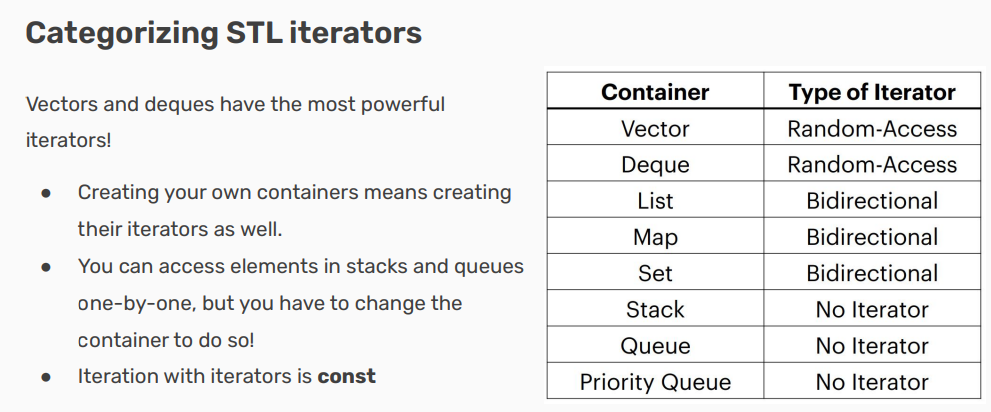 Categorizing STL iterators
Vectors and deques have the most powerful
iterators!
● Creating your own containers means creating
their iterators as well.
● You can access elements in stacks and queues
one-by-one, but you have to change the
container to do so!
● Iteration with iterators is const
Container Type of Iterator
Vector Random-Access
Deque Random-Access
List Bidirectional
Map Bidirectional
Set Bidirectional
Stack No Iterator
Queue No Iterator
Priority Queue No Iterator